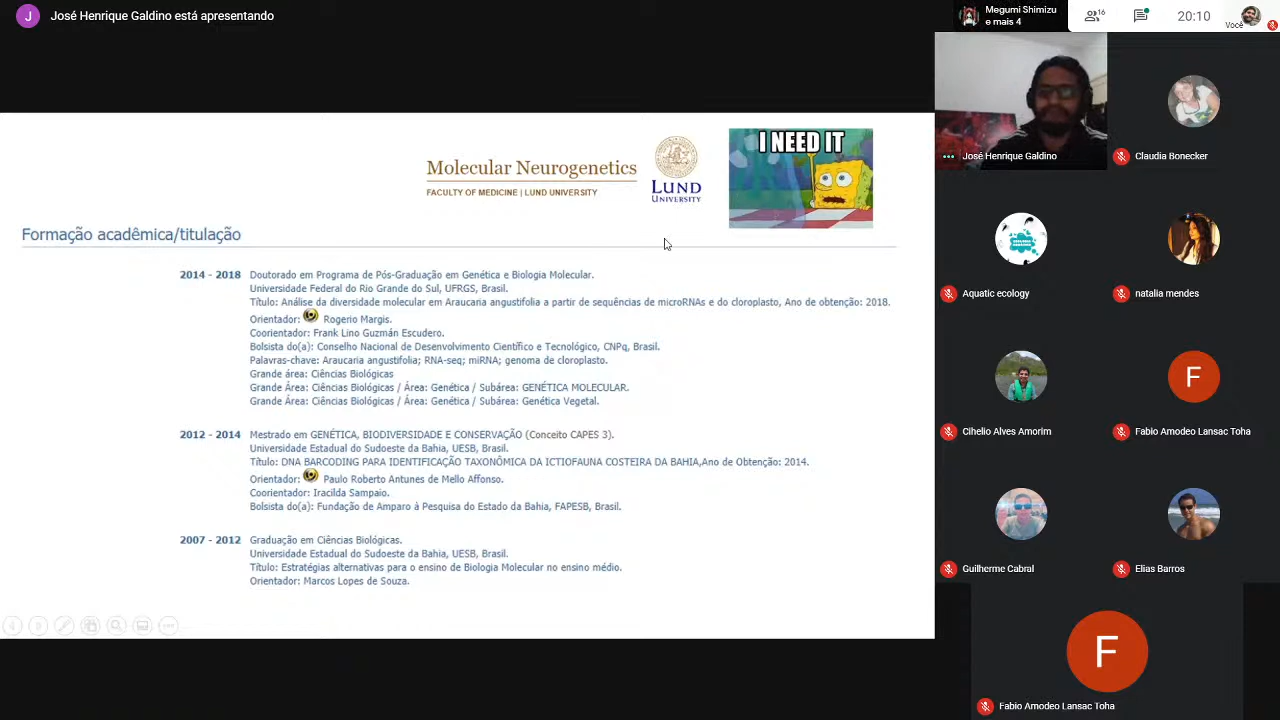 J
José Henrique Galdino está apresentando
Megumi Shimizu
e mais 4
16
20:10
Você
I NEED IT
Molecular Neurogenetics
FACULTY OF MEDICINE | LUND UNIVERSITY
LUND
UNIVERSITY
Formação acadêmica/titulação
2014 - 2018 Doutorado em Programa de Pós-Graduação em Genética e Biologia Molecular.
Universidade Federal do Rio Grande do Sul, UFRGS, Brasil.
Título: Análise da diversidade molecular em Araucaria angustifolia a partir de sequências de microRNAs e do cloroplasto, Ano de obtenção: 2018.
Orientador: Rogerio Margis.
Coorientador: Frank Lino Guzmán Escudero.
Bolsista do(a): Conselho Nacional de Desenvolvimento Científico e Tecnológico, CNPq, Brasil.
Palavras-chave: Araucaria angustifolia; RNA-seq; miRNA; genoma de cloroplasto.
Grande área: Ciências Biológicas
Grande Área: Ciências Biológicas / Área: Genética / Subárea: GENÉTICA MOLECULAR.
Grande Área: Ciências Biológicas / Área: Genética / Subárea: Genética Vegetal.
2012 - 2014 Mestrado em GENÉTICA, BIODIVERSIDADE E CONSERVAÇÃO (Conceito CAPES 3).
Universidade Estadual do Sudoeste da Bahia, UESB, Brasil.
Título: DNA BARCODING PARA IDENTIFICAÇÃO TAXONÔMICA DA ICTIOFAUNA COSTEIRA DA BAHIA,Ano de Obtenção: 2014.
Orientador: Paulo Roberto Antunes de Mello Affonso.
Coorientador: Iracilda Sampaio.
Bolsista do(a): Fundação de Amparo à Pesquisa do Estado da Bahia, FAPESB, Brasil.
2007 - 2012 Graduação em Ciências Biológicas.
Universidade Estadual do Sudoeste da Bahia, UESB, Brasil.
Título: Estratégias alternativas para o ensino de Biologia Molecular no ensino médio.
Orientador: Marcos Lopes de Souza.
José Henrique Galdino
Claudia Bonecker
Aquatic ecology
natalia mendes
Cihelio Alves Amorim
F
Fabio Amodeo Lansac Toha
Guilherme Cabral
Elias Barros
F
Fabio Amodeo Lansac Toha